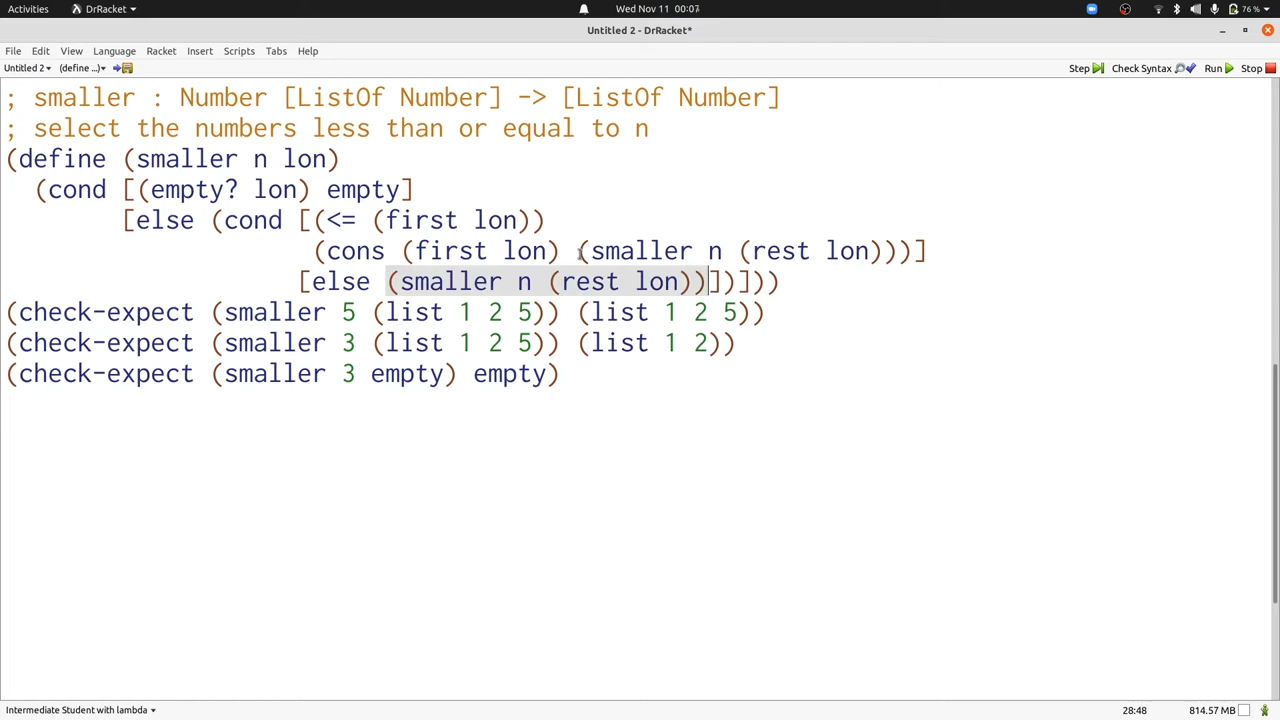 Activities DrRacket Wed Nov 11 00:07 76 %
Untitled 2 - DrRacket*
File Edit View Language Racket Insert Scripts Tabs Help
Untitled 2 (define ...) Step Check Syntax Run Stop
; smaller : Number [ListOf Number] -> [ListOf Number]
; select the numbers less than or equal to n
(define (smaller n lon)
(cond [(empty? lon) empty]
[else (cond [(<= (first lon))
(cons (first lon) (smaller n (rest lon)))]
[else (smaller n (rest lon))])]))
(check-expect (smaller 5 (list 1 2 5)) (list 1 2 5))
(check-expect (smaller 3 (list 1 2 5)) (list 1 2))
(check-expect (smaller 3 empty) empty)
Intermediate Student with lambda 28:48 814.57 MB